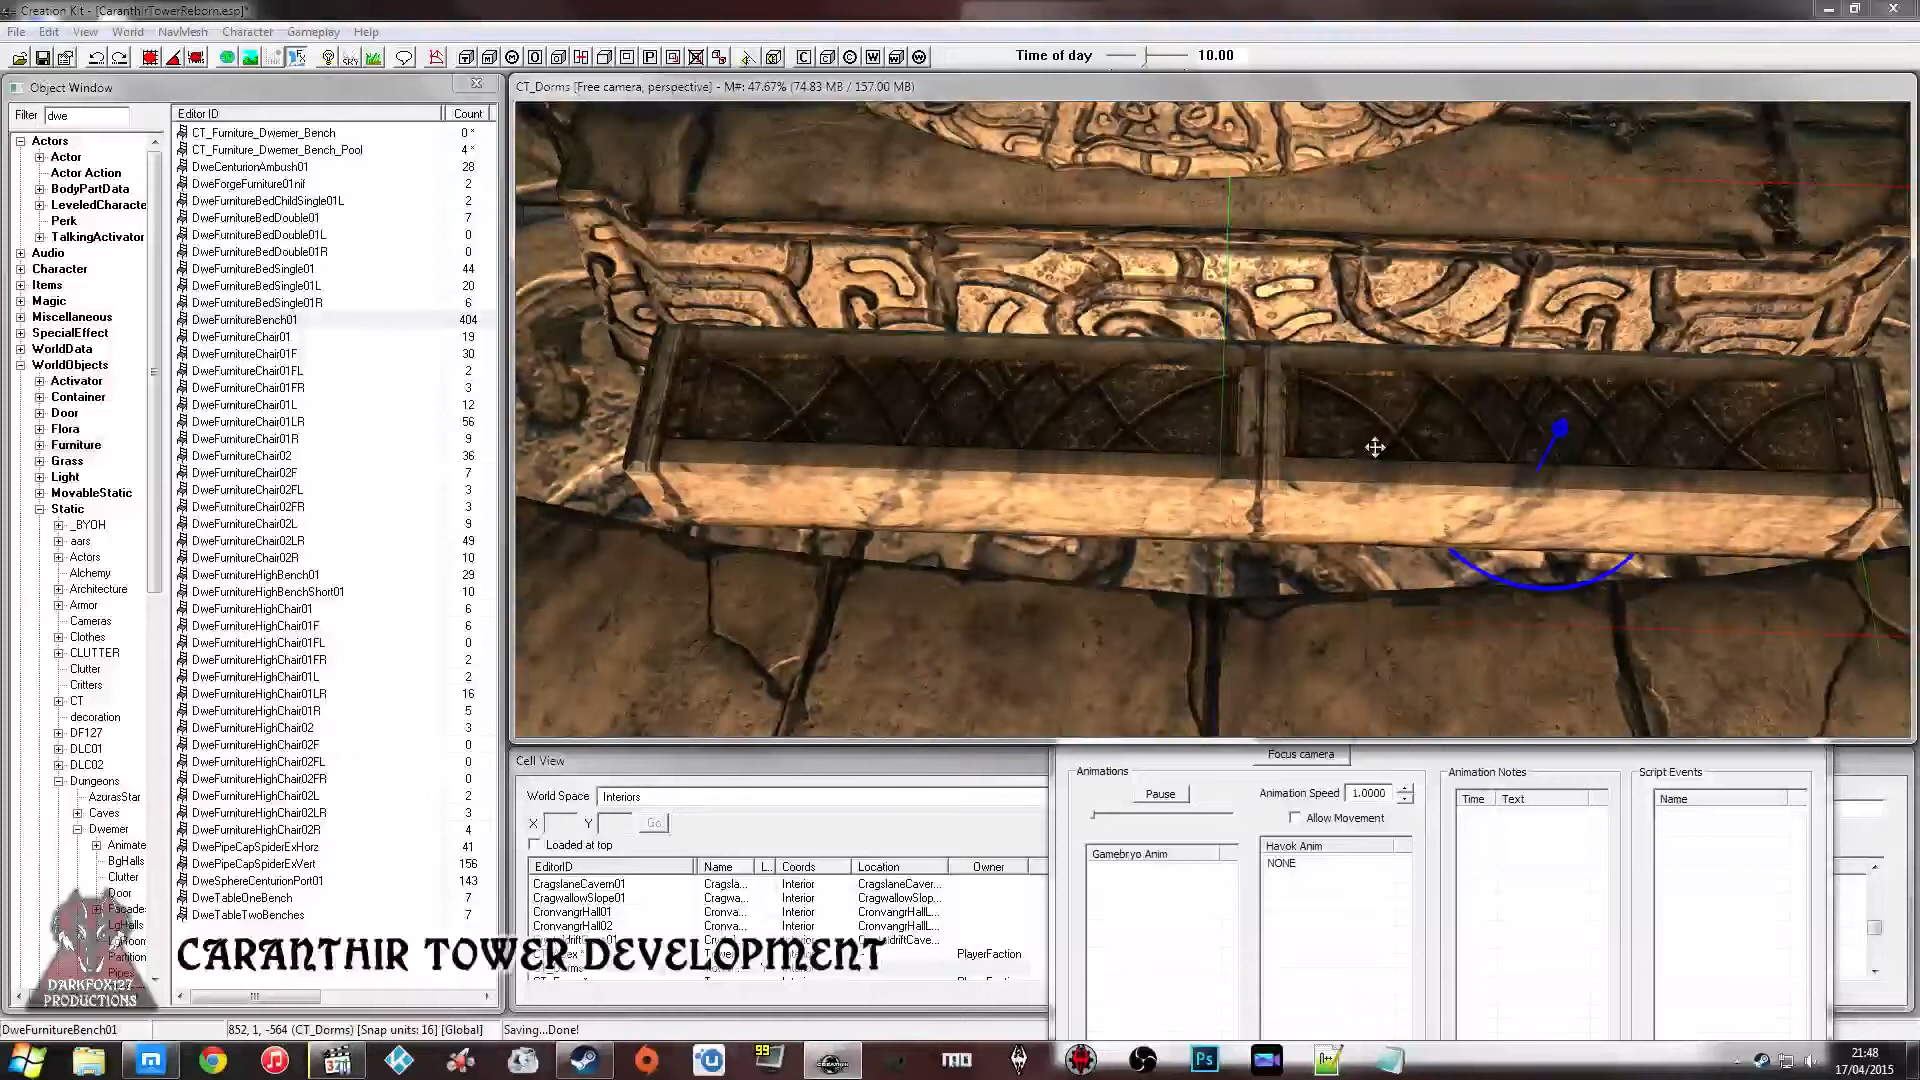 Creation Kit - [CaranthirTowerReborn.esp]*
File Edit View World NavMesh Character Gameplay Help
Time of day 10.00
Object Window
Filter dwe
Actors
Actor
Actor Action
BodyPartData
LeveledCharacte
Perk
TalkingActivator
Audio
Character
Items
Magic
Miscellaneous
SpecialEffect
WorldData
WorldObjects
Activator
Container
Door
Flora
Furniture
Grass
Light
MovableStatic
Static
_BYOH
aars
Actors
Alchemy
Architecture
Armor
Cameras
Clothes
CLUTTER
Clutter
Critters
CT
decoration
DF127
DLC01
DLC02
Dungeons
AzurasStar
Caves
Dwemer
Animate
BgHalls
Clutter
Door
Facades
LgHalls
LgRoom
Partition
Pipes
Editor ID Count
CT_Furniture_Dwemer_Bench 0 *
CT_Furniture_Dwemer_Bench_Pool 4 *
DweCenturionAmbush01 28
DweForgeFurniture01nif 2
DweFurnitureBedChildSingle01L 2
DweFurnitureBedDouble01 7
DweFurnitureBedDouble01L 0
DweFurnitureBedDouble01R 0
DweFurnitureBedSingle01 44
DweFurnitureBedSingle01L 20
DweFurnitureBedSingle01R 6
DweFurnitureBench01 404
DweFurnitureChair01 19
DweFurnitureChair01F 30
DweFurnitureChair01FL 2
DweFurnitureChair01FR 3
DweFurnitureChair01L 12
DweFurnitureChair01LR 56
DweFurnitureChair01R 9
DweFurnitureChair02 36
DweFurnitureChair02F 7
DweFurnitureChair02FL 3
DweFurnitureChair02FR 3
DweFurnitureChair02L 9
DweFurnitureChair02LR 49
DweFurnitureChair02R 10
DweFurnitureHighBench01 29
DweFurnitureHighBenchShort01 10
DweFurnitureHighChair01 6
DweFurnitureHighChair01F 6
DweFurnitureHighChair01FL 0
DweFurnitureHighChair01FR 2
DweFurnitureHighChair01L 2
DweFurnitureHighChair01LR 16
DweFurnitureHighChair01R 5
DweFurnitureHighChair02 3
DweFurnitureHighChair02F 0
DweFurnitureHighChair02FL 0
DweFurnitureHighChair02FR 0
DweFurnitureHighChair02L 2
DweFurnitureHighChair02LR 3
DweFurnitureHighChair02R 4
DwePipeCapSpiderExHorz 41
DwePipeCapSpiderExVert 156
DweSphereCenturionPort01 143
DweTableOneBench 7
DweTableTwoBenches 7
CT_Dorms [Free camera, perspective] - M#: 47.67% (74.83 MB / 157.00 MB)
Cell View
World Space Interiors
X Y Go
Loaded at top
EditorID Name L.. Coords Location Owner
CragslaneCavern01 Cragsla... Interior CragslaneCaver...
CragwallowSlope01 Cragwa... Interior CragwallowSlop...
CronvangrHall01 Cronva... Interior CronvangrHallL...
CronvangrHall02 Cronva... Interior CronvangrHallL...
PlayerFaction
Focus camera
Animations
Pause
Animation Speed 1.0000
Allow Movement
Gamebryo Anim
Havok Anim
NONE
Animation Notes
Time Text
Script Events
Name
CARANTHIR TOWER DEVELOPMENT
DARKFOX127
PRODUCTIONS
DweFurnitureBench01 852, 1, -564 (CT_Dorms) [Snap units: 16] [Global] Saving...Done!
99
Ps
21:48
17/04/2015